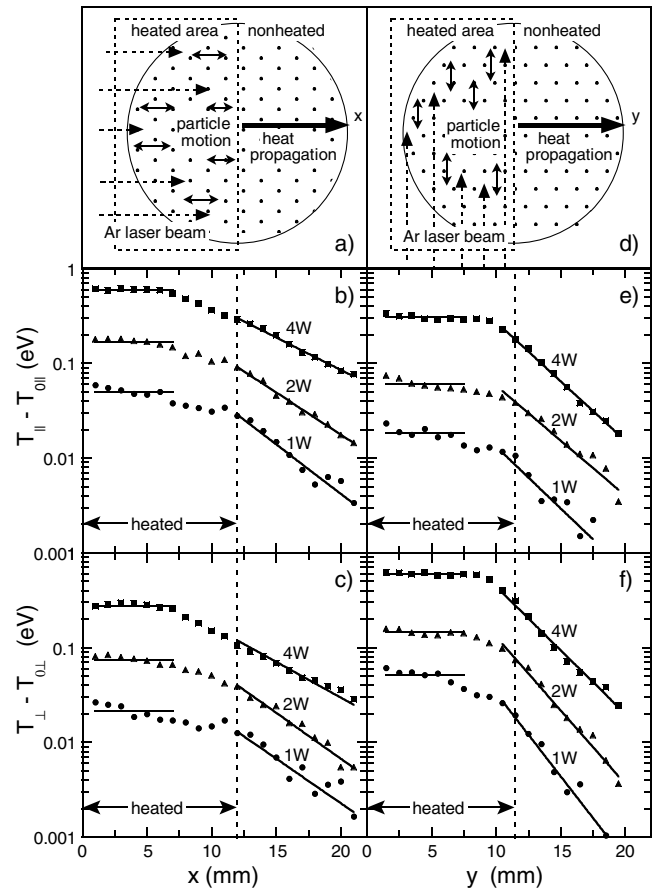 heated area nonheated
x
particle motion
heat propagation
Ar laser beam
a)
heated area nonheated
y
particle motion
heat propagation
Ar laser beam
d)
T|| - T0|| (eV)
1
0.1
0.01
0.001
b)
4W
2W
1W
heated
e)
4W
2W
1W
heated
T⊥ - T0⊥ (eV)
0.1
0.01
0.001
c)
4W
2W
1W
heated
f)
4W
2W
1W
heated
0 5 10 15 20
x (mm)
0 5 10 15 20
y (mm)